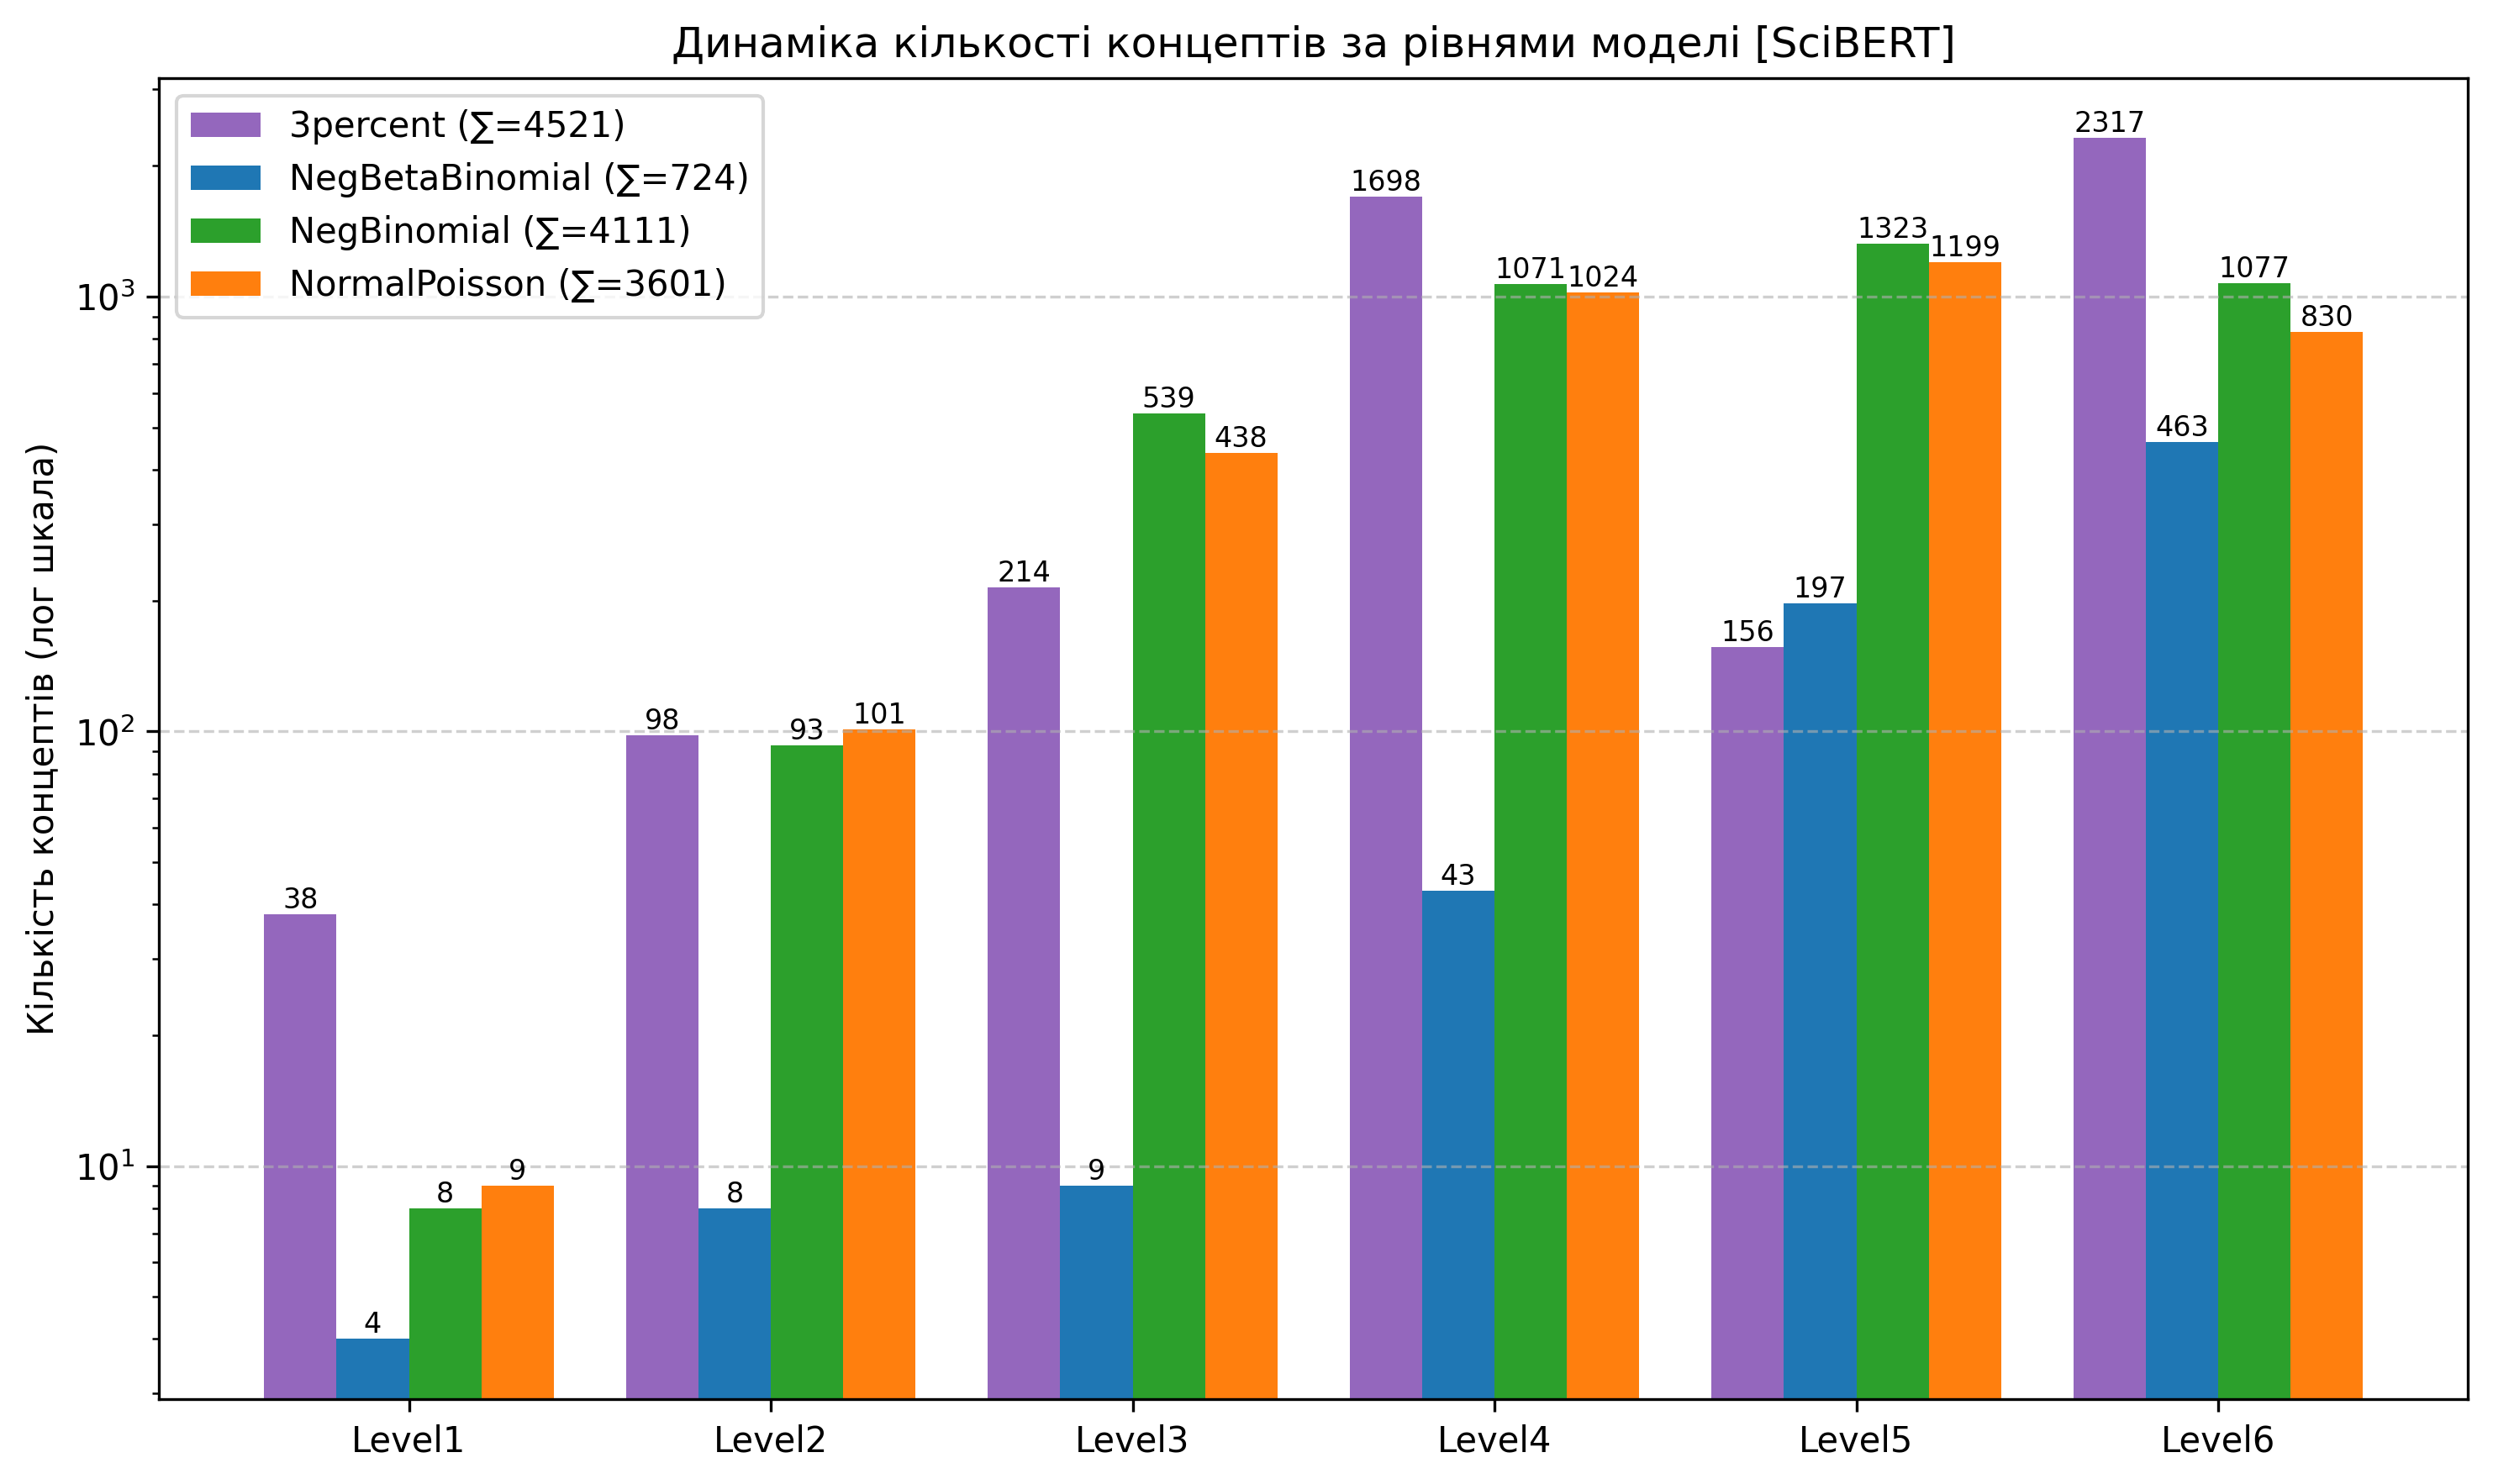 Динаміка кількості концептів за рівнями моделі [SciBERT]
3percent (∑=4521)
NegBetaBinomial (∑=724)
NegBinomial (∑=4111)
NormalPoisson (∑=3601)
Кількість концептів (лог шкала)
10³
10²
10¹
38
4
8
9
98
8
93
101
214
9
539
438
1698
43
1071
1024
156
197
1323
1199
2317
463
1077
830
Level1
Level2
Level3
Level4
Level5
Level6